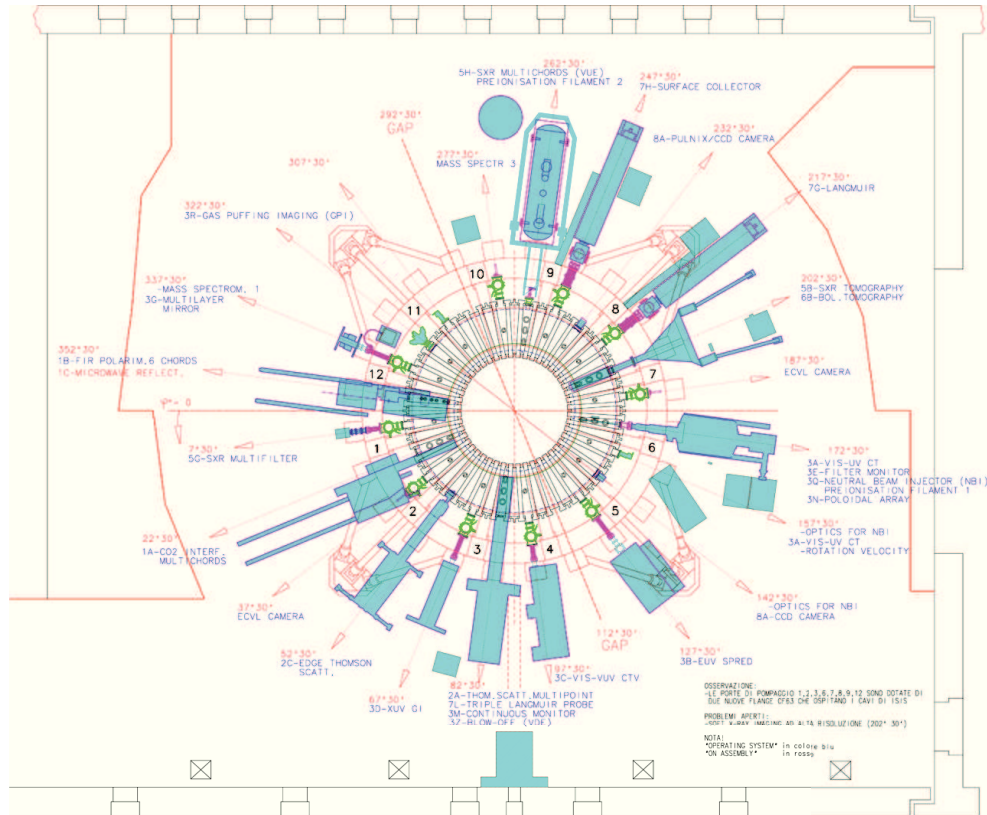 262°30'
5H-SXR MULTICHORDS (VUE)
PREIONISATION FILAMENT 2
247°30'
7H-SURFACE COLLECTOR
292°30'
GAP
232°30'
8A-PULNIX/CCD CAMERA
277°30'
MASS SPECTR 3
307°30'
217°30'
7G-LANGMUIR
322°30'
3R-GAS PUFFING IMAGING (GPI)
337°30'
-MASS SPECTROM. 1
3G-MULTILAYER
MIRROR
202°30'
5B-SXR TOMOGRAPHY
6B-BOL.TOMOGRAPHY
352°30'
1B-FIR POLARIM.6 CHORDS
1C-MICROWAVE REFLECT.
187°30'
ECVL CAMERA
10
9
11
8
12
7
1
6
2
5
3
4
7°30'
5G-SXR MULTIFILTER
172°30'
3A-VIS-UV CT
3E-FILTER MONITOR
3Q-NEUTRAL BEAM INJECTOR (NBI)
PREIONISATION FILAMENT 1
3N-POLOIDAL ARRAY
22°30'
1A-CO2 INTERF.
MULTICHORDS
157°30'
-OPTICS FOR NBI
3A-VIS-UV CT
-ROTATION VELOCITY
37°30'
ECVL CAMERA
142°30'
-OPTICS FOR NBI
8A-CCD CAMERA
52°30'
2C-EDGE THOMSON
SCATT.
112°30'
GAP
127°30'
3B-EUV SPRED
67°30'
3D-XUV GI
82°30'
2A-THOM.SCATT.MULTIPOINT
7L-TRIPLE LANGMUIR PROBE
3M-CONTINUOUS MONITOR
3Z-BLOW-OFF (VDE)
97°30'
3C-VIS-VUV CTV
OSSERVAZIONE:
-LE PORTE DI POMPAGGIO 1,2,3,6,7,8,9,12 SONO DOTATE DI
DUE NUOVE FLANGE CF63 CHE OSPITANO I CAVI DI ISIS
PROBLEMI APERTI:
-SOFT X-RAY IMAGING AD ALTA RISOLUZIONE (202° 30')
NOTA:
"OPERATING SYSTEM" in colore blu
"ON ASSEMBLY" in rosso